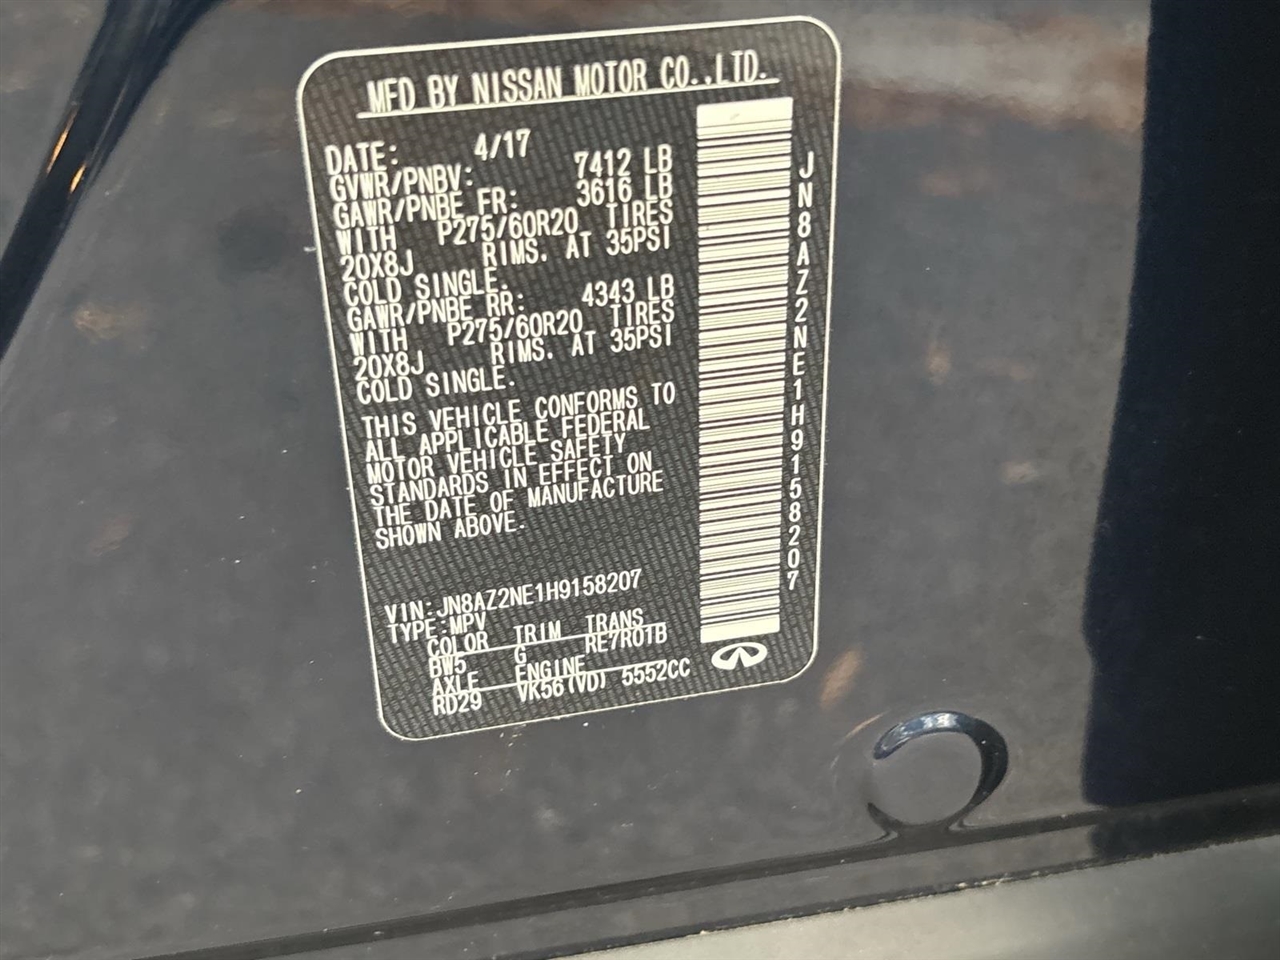 MFD BY NISSAN MOTOR CO.,LTD.
DATE: 4/17
GVWR/PNBV: 7412 LB
GAWR/PNBE FR: 3616 LB
WITH P275/60R20 TIRES
20X8J RIMS. AT 35PSI
COLD SINGLE.
GAWR/PNBE RR: 4343 LB
WITH P275/60R20 TIRES
20X8J RIMS. AT 35PSI
COLD SINGLE.
THIS VEHICLE CONFORMS TO
ALL APPLICABLE FEDERAL
MOTOR VEHICLE SAFETY
STANDARDS IN EFFECT ON
THE DATE OF MANUFACTURE
SHOWN ABOVE.
VIN:JN8AZ2NE1H9158207
TYPE:MPV
COLOR TRIM TRANS
BW5 G RE7R01B
AXLE ENGINE
RD29 VK56(VD) 5552CC
JN8AZ2NE1H9158207